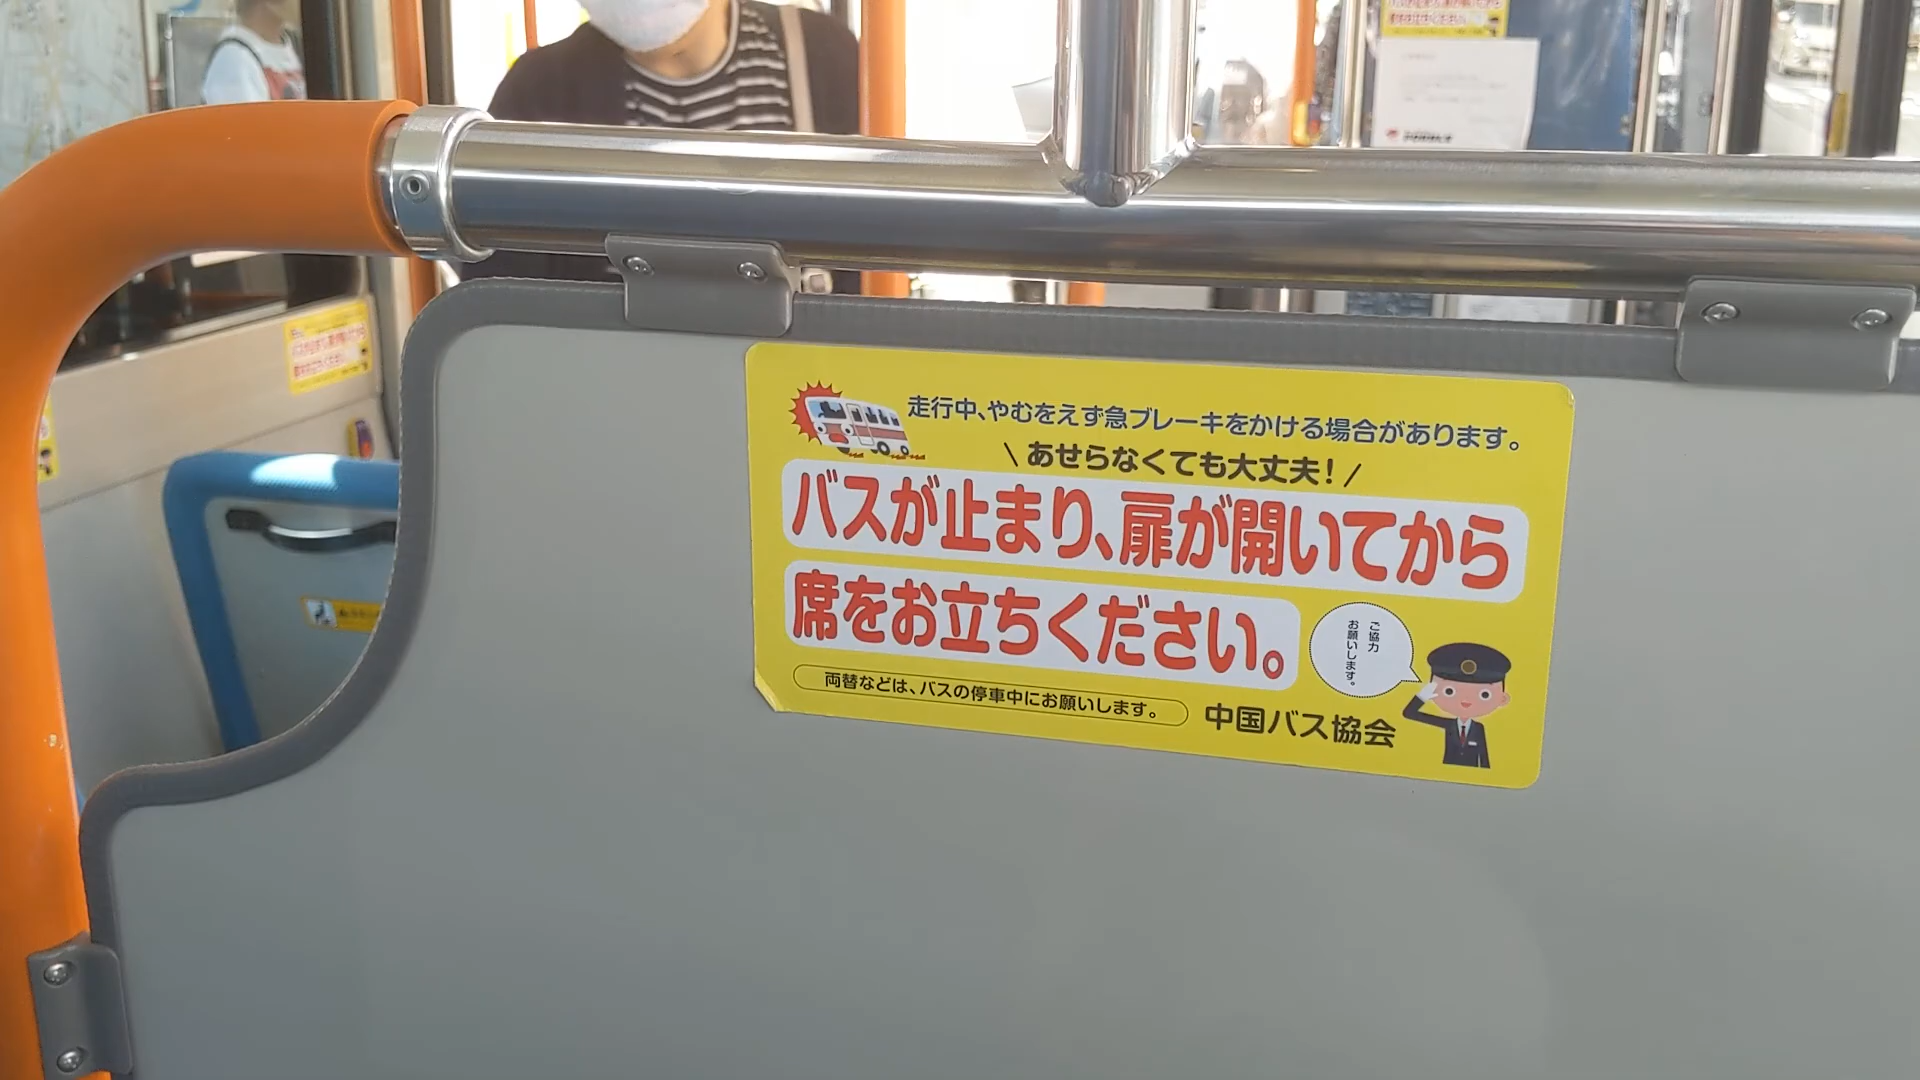 走行中、やむをえず急ブレーキをかける場合があります。
\ あせらなくても大丈夫! /
バスが止まり、扉が開いてから
席をお立ちください。
ご協力
お願いします。
両替などは、バスの停車中にお願いします。
中国バス協会